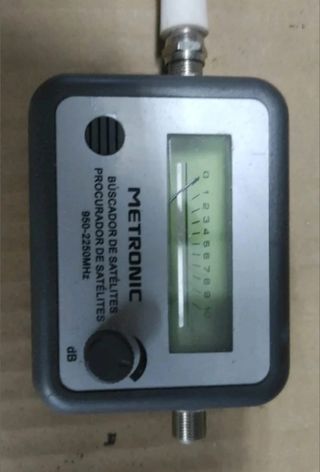 METRONIC
BUSCADOR DE SATÉLITES
PROCURADOR DE SATÉLITES
950-2250MHz
dB
0 1 2 3 4 5 6 7 8 9 10